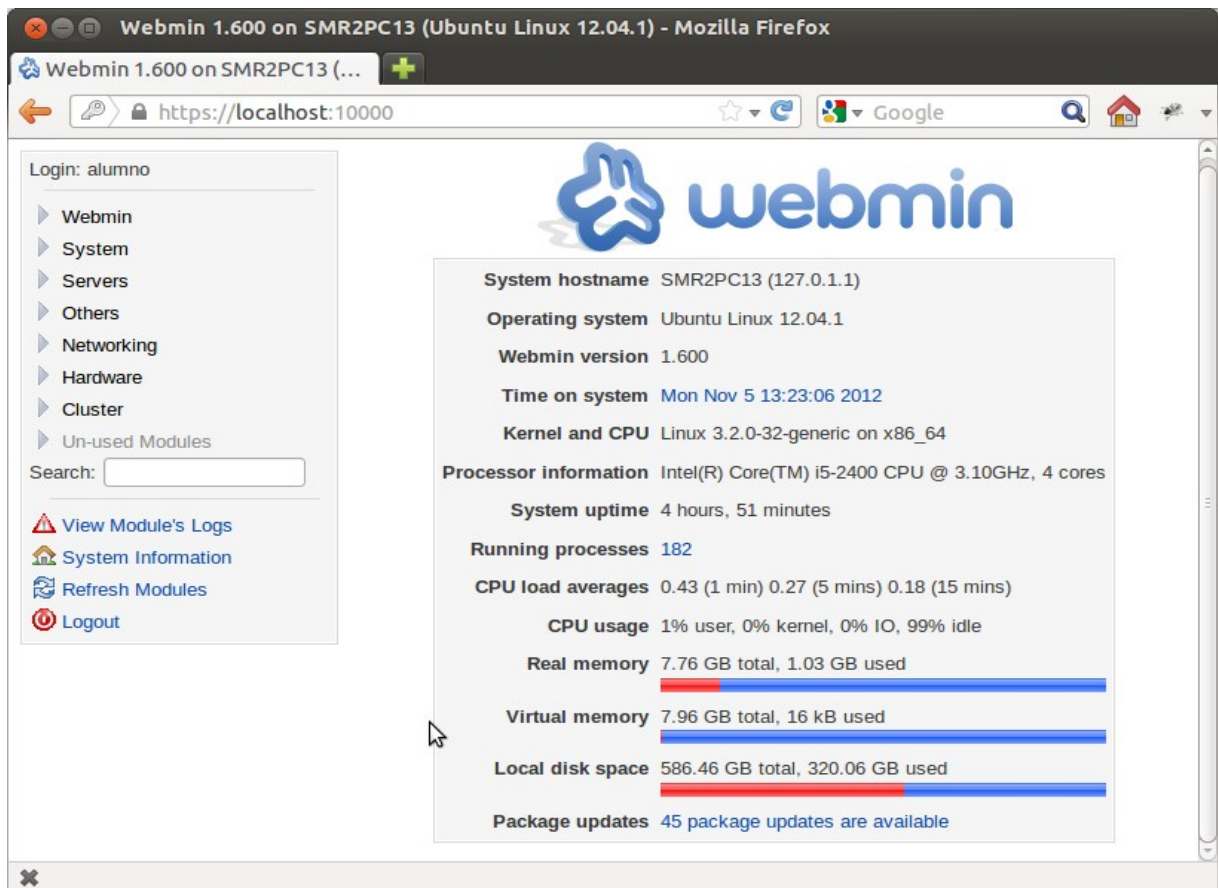 Webmin 1.600 on SMR2PC13 (Ubuntu Linux 12.04.1) - Mozilla Firefox
Webmin 1.600 on SMR2PC13 (...
https://localhost:10000
Google
Login: alumno
Webmin
System
Servers
Others
Networking
Hardware
Cluster
Un-used Modules
Search:
View Module's Logs
System Information
Refresh Modules
Logout
webmin
System hostname SMR2PC13 (127.0.1.1)
Operating system Ubuntu Linux 12.04.1
Webmin version 1.600
Time on system Mon Nov 5 13:23:06 2012
Kernel and CPU Linux 3.2.0-32-generic on x86_64
Processor information Intel(R) Core(TM) i5-2400 CPU @ 3.10GHz, 4 cores
System uptime 4 hours, 51 minutes
Running processes 182
CPU load averages 0.43 (1 min) 0.27 (5 mins) 0.18 (15 mins)
CPU usage 1% user, 0% kernel, 0% IO, 99% idle
Real memory 7.76 GB total, 1.03 GB used
Virtual memory 7.96 GB total, 16 kB used
Local disk space 586.46 GB total, 320.06 GB used
Package updates 45 package updates are available